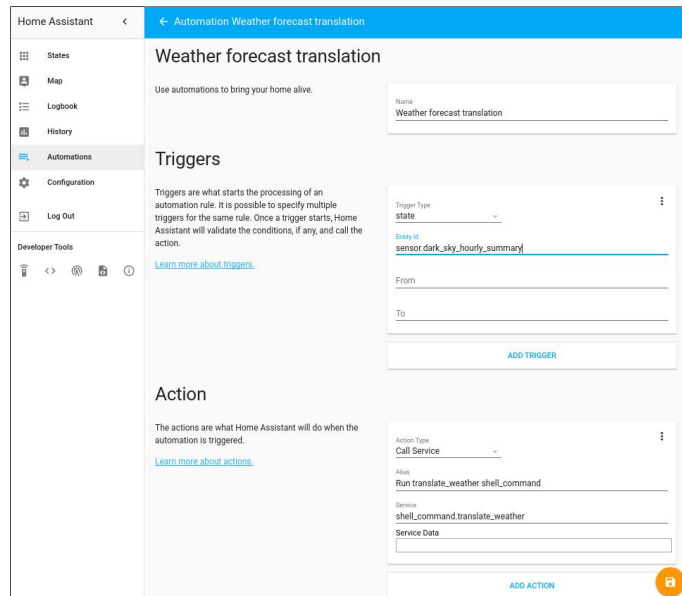 Home Assistant
Automation Weather forecast translation
States
Map
Logbook
History
Automations
Configuration
Log Out
Developer Tools
Weather forecast translation
Use automations to bring your home alive.
Name
Weather forecast translation
Triggers
Triggers are what starts the processing of an
automation rule. It is possible to specify multiple
triggers for the same rule. Once a trigger starts, Home
Assistant will validate the conditions, if any, and call the
action.
Learn more about triggers.
Trigger Type
state
Entity Id
sensor.dark_sky_hourly_summary
From
To
ADD TRIGGER
Action
The actions are what Home Assistant will do when the
automation is triggered.
Learn more about actions.
Action Type
Call Service
Alias
Run translate_weather shell_command
Service
shell_command.translate_weather
Service Data
ADD ACTION